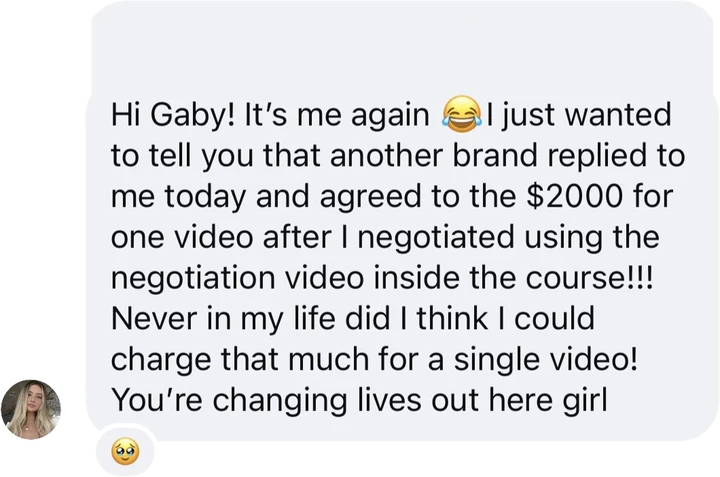 Hi Gaby! It’s me again 😂I just wanted
to tell you that another brand replied to
me today and agreed to the $2000 for
one video after I negotiated using the
negotiation video inside the course!!!
Never in my life did I think I could
charge that much for a single video!
You’re changing lives out here girl
🥹